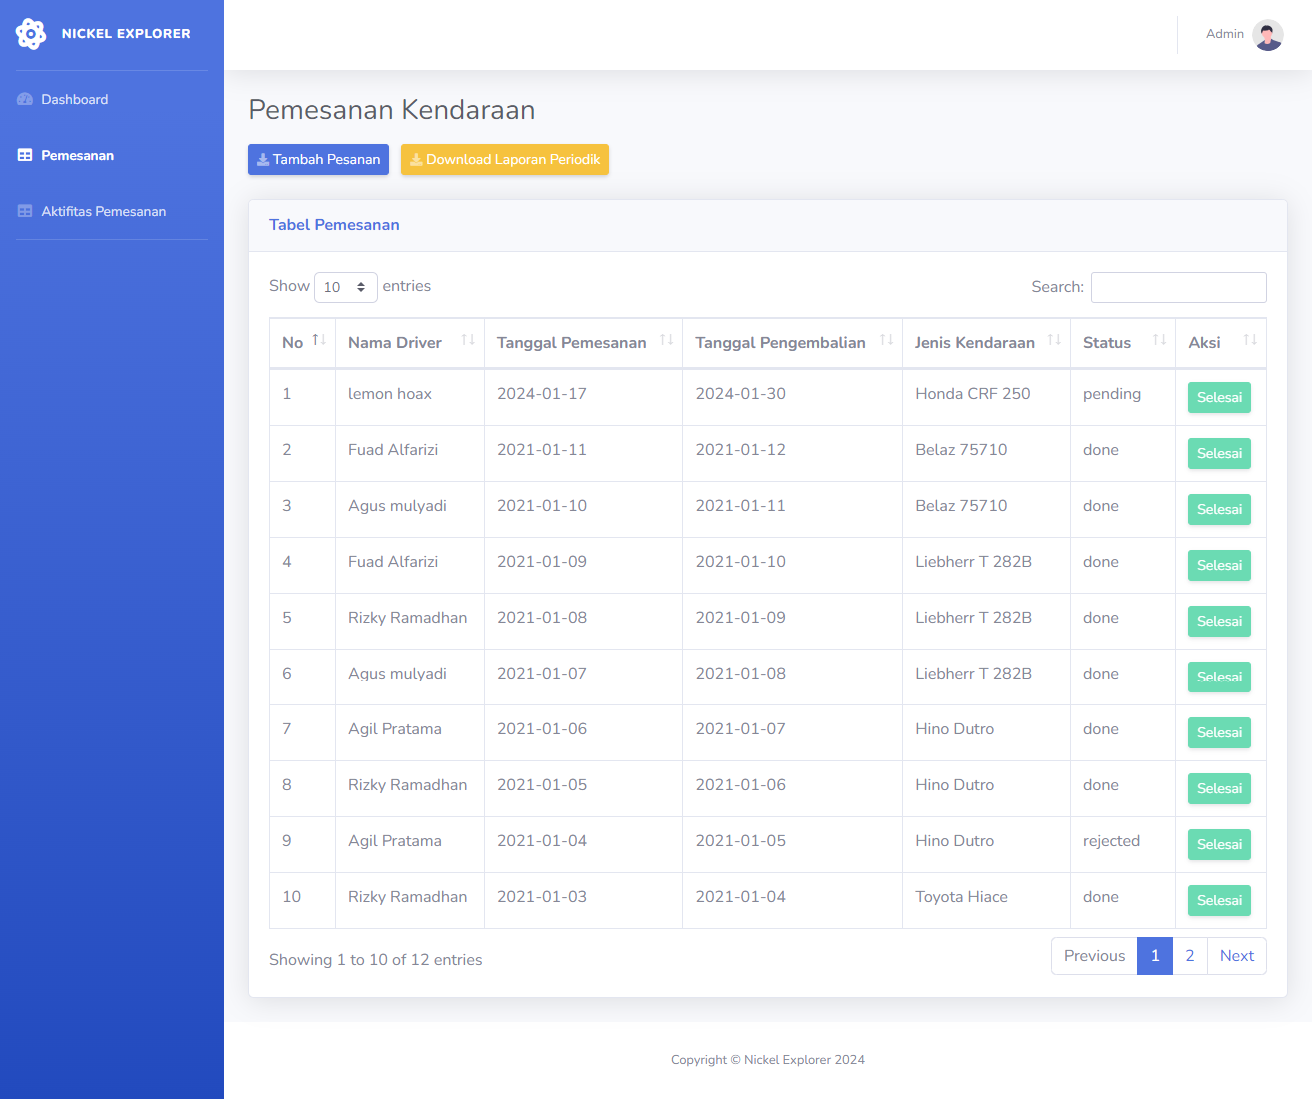 NICKEL EXPLORER
Admin
Dashboard
Pemesanan
Aktifitas Pemesanan
Pemesanan Kendaraan
Tambah Pesanan Download Laporan Periodik
Tabel Pemesanan
Show 10 entries Search:
No Nama Driver Tanggal Pemesanan Tanggal Pengembalian Jenis Kendaraan Status Aksi
1 lemon hoax 2024-01-17 2024-01-30 Honda CRF 250 pending Selesai
2 Fuad Alfarizi 2021-01-11 2021-01-12 Belaz 75710 done Selesai
3 Agus mulyadi 2021-01-10 2021-01-11 Belaz 75710 done Selesai
4 Fuad Alfarizi 2021-01-09 2021-01-10 Liebherr T 282B done Selesai
5 Rizky Ramadhan 2021-01-08 2021-01-09 Liebherr T 282B done Selesai
6 Agus mulyadi 2021-01-07 2021-01-08 Liebherr T 282B done Selesai
7 Agil Pratama 2021-01-06 2021-01-07 Hino Dutro done Selesai
8 Rizky Ramadhan 2021-01-05 2021-01-06 Hino Dutro done Selesai
9 Agil Pratama 2021-01-04 2021-01-05 Hino Dutro rejected Selesai
10 Rizky Ramadhan 2021-01-03 2021-01-04 Toyota Hiace done Selesai
Showing 1 to 10 of 12 entries Previous 1 2 Next
Copyright © Nickel Explorer 2024